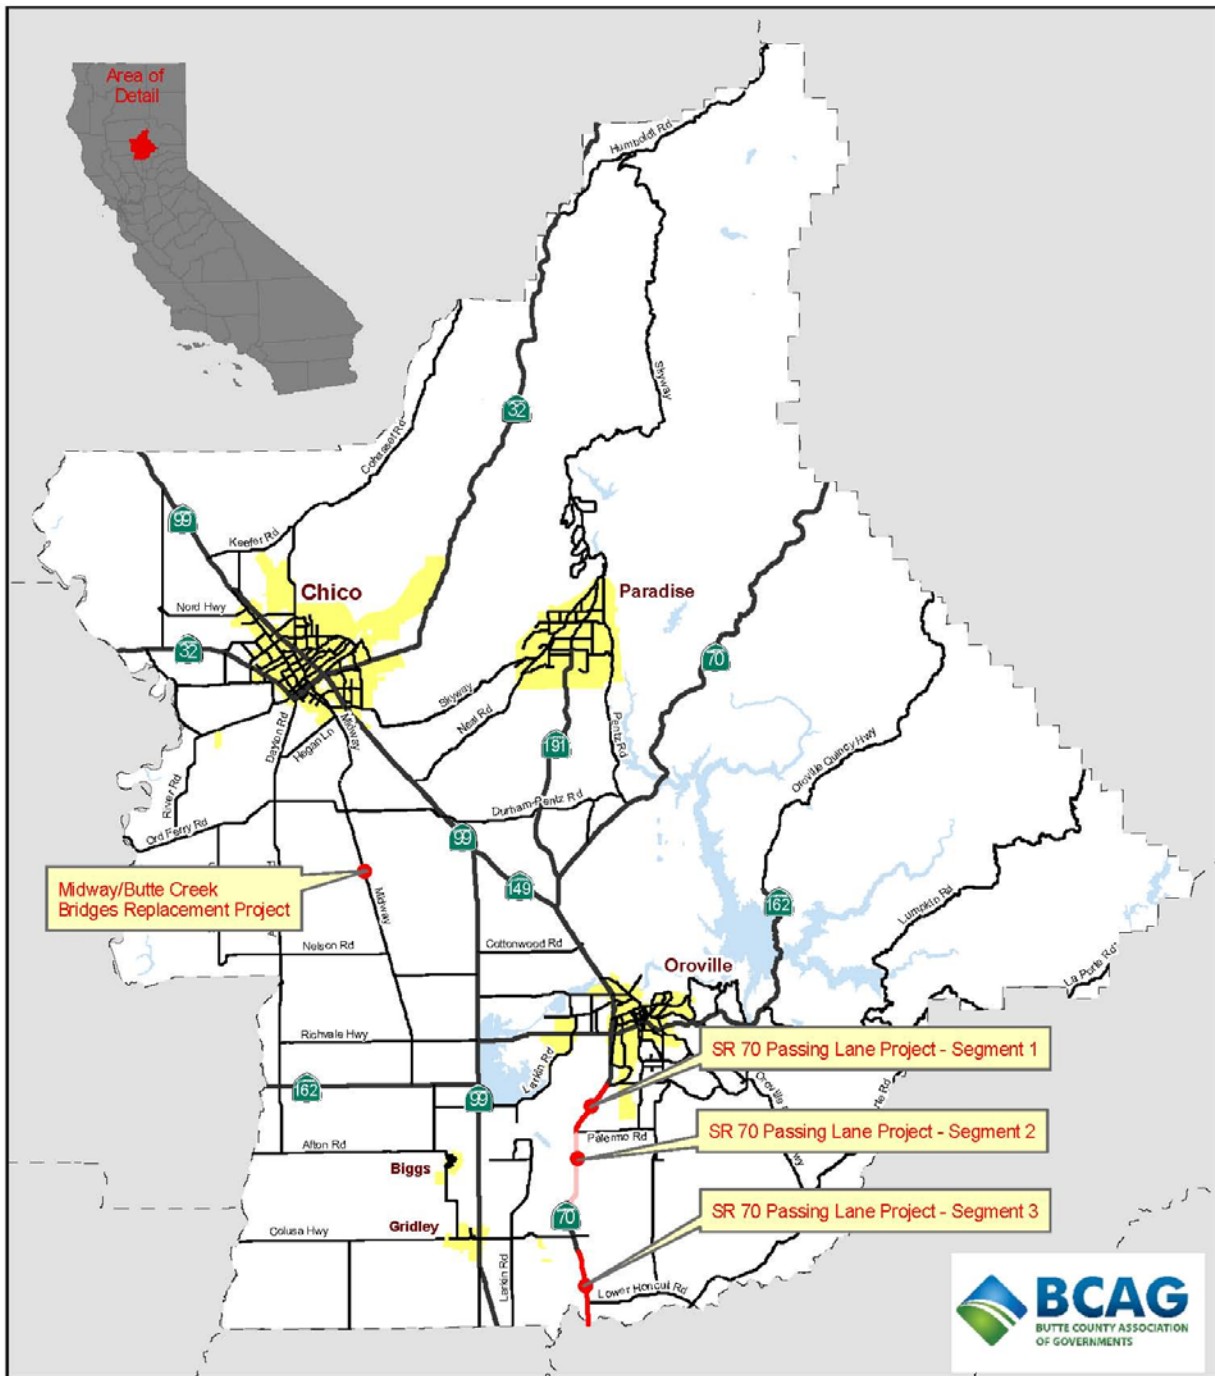 Area of
Detail
Humboldt Rd
Skyway
32
Cohasset Rd
99
Keefer Rd
Chico
Paradise
Nord Hwy
32
70
Skyway
Neal Rd
Pentz Rd
Midway
Dayton Rd
Hegan Ln
191
Oroville Quincy Hwy
River Rd
Durham-Pentz Rd
Ord Ferry Rd
99
Midway/Butte Creek
Bridges Replacement Project
149
Midway
162
Lumpkin Rd
Nelson Rd
Cottonwood Rd
La Porte Rd
Oroville
Richvale Hwy
SR 70 Passing Lane Project - Segment 1
Larkin Rd
162
99
Oroville
rte Rd
Palermo Rd
SR 70 Passing Lane Project - Segment 2
Afton Rd
wy
Biggs
SR 70 Passing Lane Project - Segment 3
70
Gridley
Colusa Hwy
Larkin Rd
Lower Honcut Rd
BCAG
BUTTE COUNTY ASSOCIATION
OF GOVERNMENTS